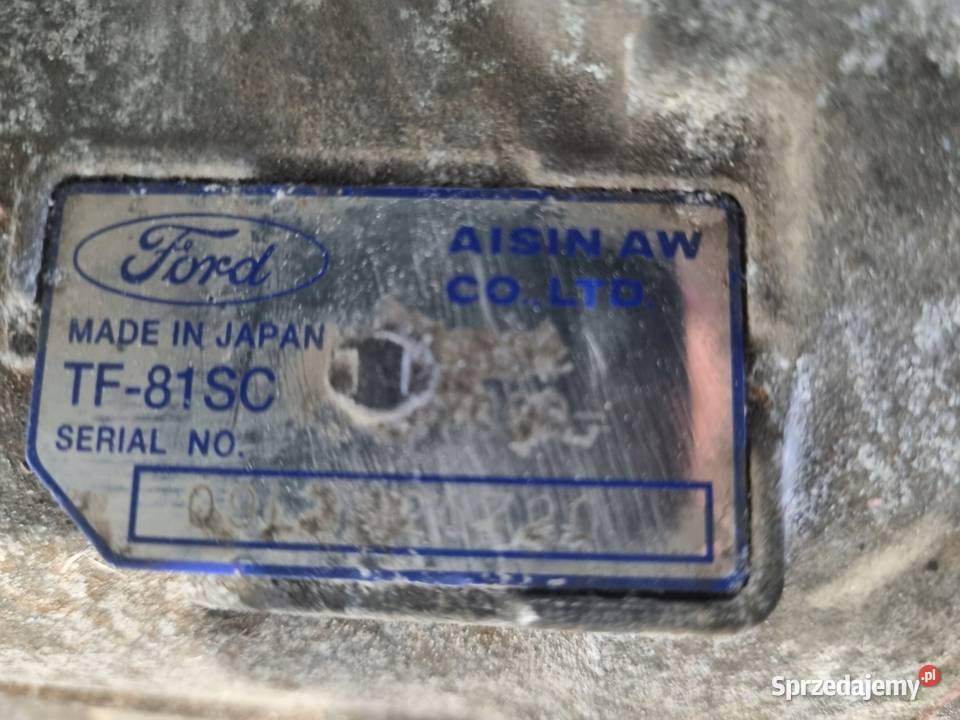 Ford
AISIN AW
CO., LTD.
MADE IN JAPAN
TF-81SC
SERIAL NO.
Sprzedajemy.pl